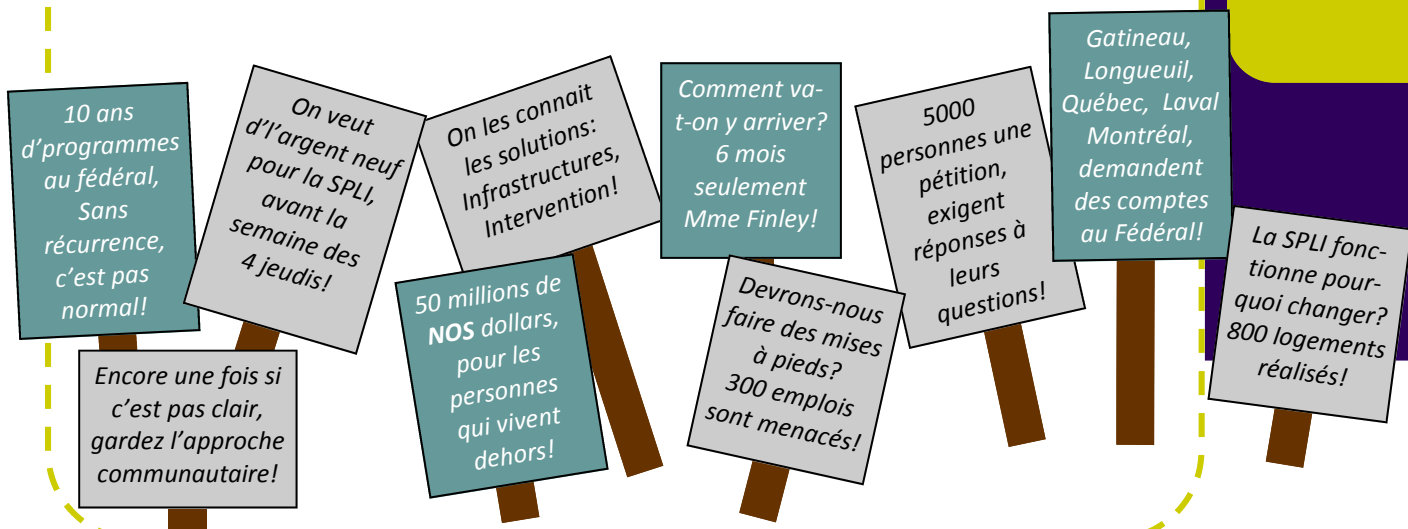 10 ans
d'programmes
au fédéral,
Sans
récurrence,
c'est pas
normal!
On veut
d'l'argent neuf
pour la SPLI,
avant la
semaine des
4 jeudis!
On les connait
les solutions:
Infrastructures,
Intervention!
Comment va-
t-on y arriver?
6 mois
seulement
Mme Finley!
5000
personnes une
pétition,
exigent
réponses à
leurs
questions!
Gatineau,
Longueuil,
Québec, Laval
Montréal,
demandent
des comptes
au Fédéral!
La SPLI fonc-
tionne pour-
quoi changer?
800 logements
réalisés!
Encore une fois si
c'est pas clair,
gardez l'approche
communautaire!
50 millions de
NOS dollars,
pour les
personnes
qui vivent
dehors!
Devrons-nous
faire des mises
à pieds?
300 emplois
sont menacés!